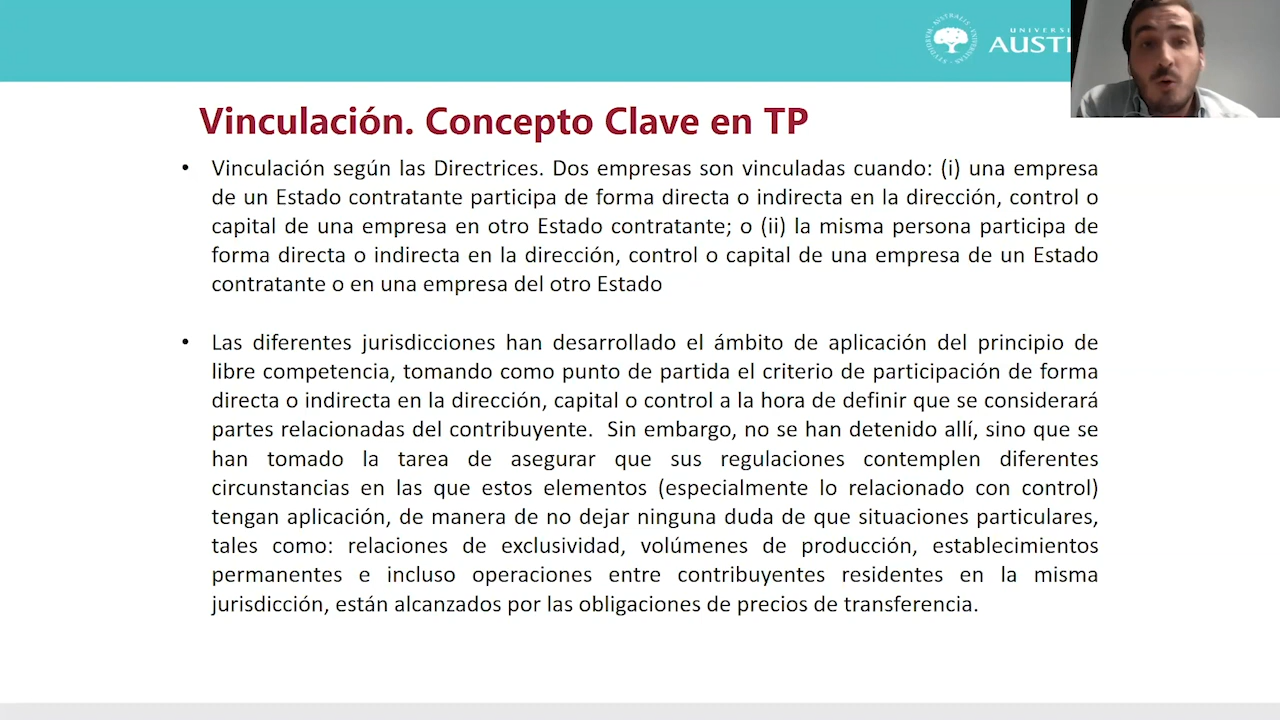 UNIVERSI
AUST
Vinculación. Concepto Clave en TP
• Vinculación según las Directrices. Dos empresas son vinculadas cuando: (i) una empresa
de un Estado contratante participa de forma directa o indirecta en la dirección, control o
capital de una empresa en otro Estado contratante; o (ii) la misma persona participa de
forma directa o indirecta en la dirección, control o capital de una empresa de un Estado
contratante o en una empresa del otro Estado
• Las diferentes jurisdicciones han desarrollado el ámbito de aplicación del principio de
libre competencia, tomando como punto de partida el criterio de participación de forma
directa o indirecta en la dirección, capital o control a la hora de definir que se considerará
partes relacionadas del contribuyente. Sin embargo, no se han detenido allí, sino que se
han tomado la tarea de asegurar que sus regulaciones contemplen diferentes
circunstancias en las que estos elementos (especialmente lo relacionado con control)
tengan aplicación, de manera de no dejar ninguna duda de que situaciones particulares,
tales como: relaciones de exclusividad, volúmenes de producción, establecimientos
permanentes e incluso operaciones entre contribuyentes residentes en la misma
jurisdicción, están alcanzados por las obligaciones de precios de transferencia.